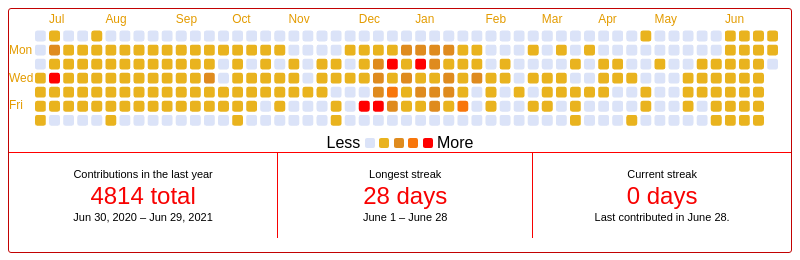 Jul Aug Sep Oct Nov Dec Jan Feb Mar Apr May Jun
Mon
Wed
Fri
Less More
Contributions in the last year
4814 total
Jun 30, 2020 – Jun 29, 2021
Longest streak
28 days
June 1 – June 28
Current streak
0 days
Last contributed in June 28.